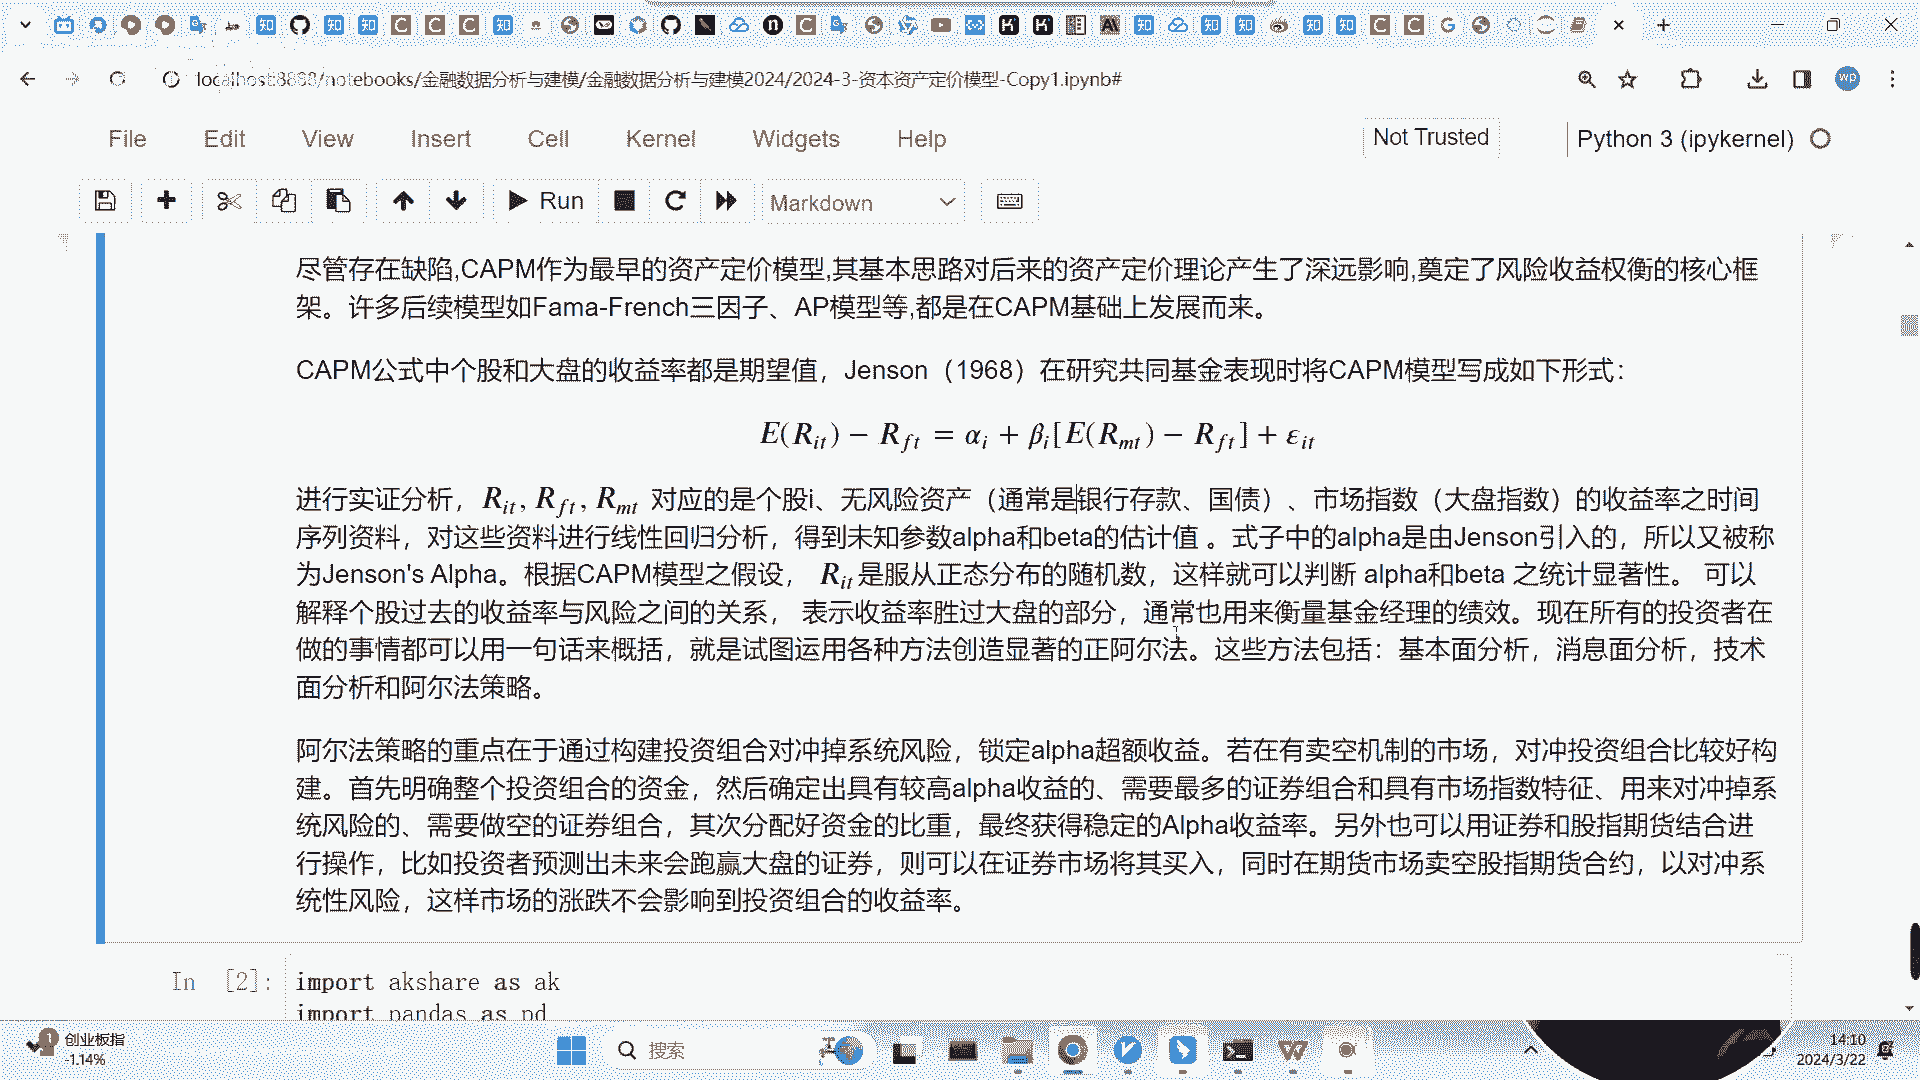 localhost:8888/notebooks/金融数据分析与建模/金融数据分析与建模2024/2024-3-资本资产定价模型-Copy1.ipynb#
wp
File Edit View Insert Cell Kernel Widgets Help Not Trusted Python 3 (ipykernel)
Run Markdown
尽管存在缺陷,CAPM作为最早的资产定价模型,其基本思路对后来的资产定价理论产生了深远影响,奠定了风险收益权衡的核心框
架。许多后续模型如Fama-French三因子、AP模型等,都是在CAPM基础上发展而来。
CAPM公式中个股和大盘的收益率都是期望值，Jenson（1968）在研究共同基金表现时将CAPM模型写成如下形式：
E(R_it) − R_ft = α_i + β_i[E(R_mt) − R_ft] + ε_it
进行实证分析，R_it, R_ft, R_mt 对应的是个股i、无风险资产（通常是银行存款、国债）、市场指数（大盘指数）的收益率之时间
序列资料，对这些资料进行线性回归分析，得到未知参数alpha和beta的估计值 。式子中的alpha是由Jenson引入的，所以又被称
为Jenson's Alpha。根据CAPM模型之假设， R_it 是服从正态分布的随机数，这样就可以判断 alpha和beta 之统计显著性。 可以
解释个股过去的收益率与风险之间的关系， 表示收益率胜过大盘的部分，通常也用来衡量基金经理的绩效。现在所有的投资者在
做的事情都可以用一句话来概括，就是试图运用各种方法创造显著的正阿尔法。这些方法包括：基本面分析，消息面分析，技术
面分析和阿尔法策略。
阿尔法策略的重点在于通过构建投资组合对冲掉系统风险，锁定alpha超额收益。若在有卖空机制的市场，对冲投资组合比较好构
建。首先明确整个投资组合的资金，然后确定出具有较高alpha收益的、需要最多的证券组合和具有市场指数特征、用来对冲掉系
统风险的、需要做空的证券组合，其次分配好资金的比重，最终获得稳定的Alpha收益率。另外也可以用证券和股指期货结合进
行操作，比如投资者预测出未来会跑赢大盘的证券，则可以在证券市场将其买入，同时在期货市场卖空股指期货合约，以对冲系
统性风险，这样市场的涨跌不会影响到投资组合的收益率。
In [2]: import akshare as ak
import pandas as pd
1 创业板指
-1.14%
搜索
14:10
2024/3/22